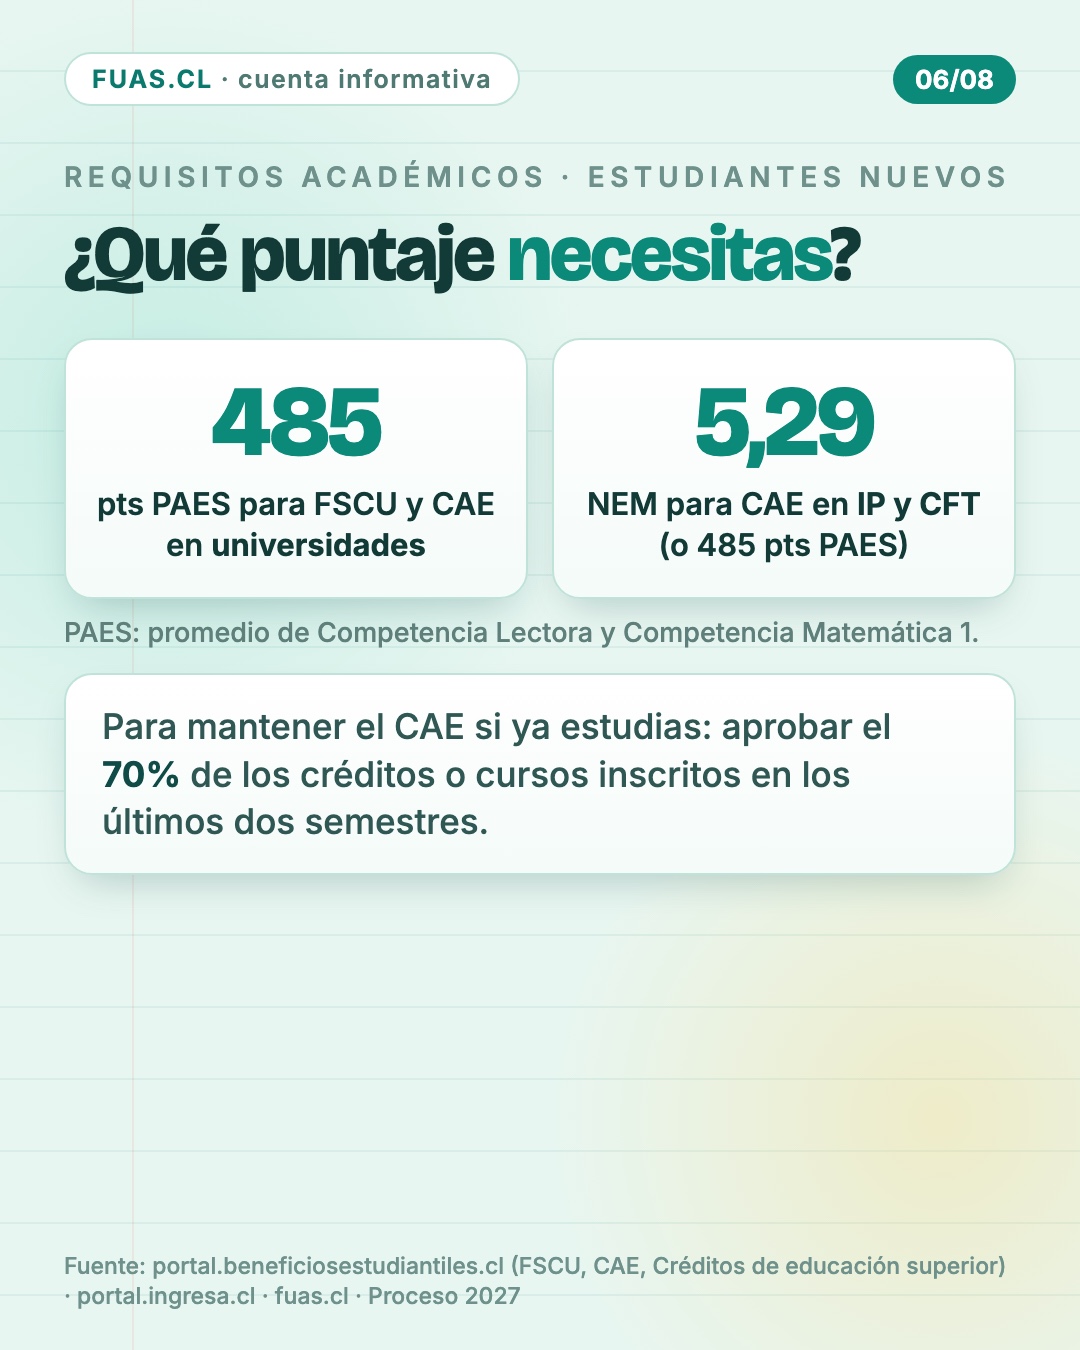 FUAS.CL · cuenta informativa
06/08
REQUISITOS ACADÉMICOS · ESTUDIANTES NUEVOS
¿Qué puntaje necesitas?
485
pts PAES para FSCU y CAE
en universidades
5,29
NEM para CAE en IP y CFT
(o 485 pts PAES)
PAES: promedio de Competencia Lectora y Competencia Matemática 1.
Para mantener el CAE si ya estudias: aprobar el
70% de los créditos o cursos inscritos en los
últimos dos semestres.
Fuente: portal.beneficiosestudiantiles.cl (FSCU, CAE, Créditos de educación superior)
· portal.ingresa.cl · fuas.cl · Proceso 2027